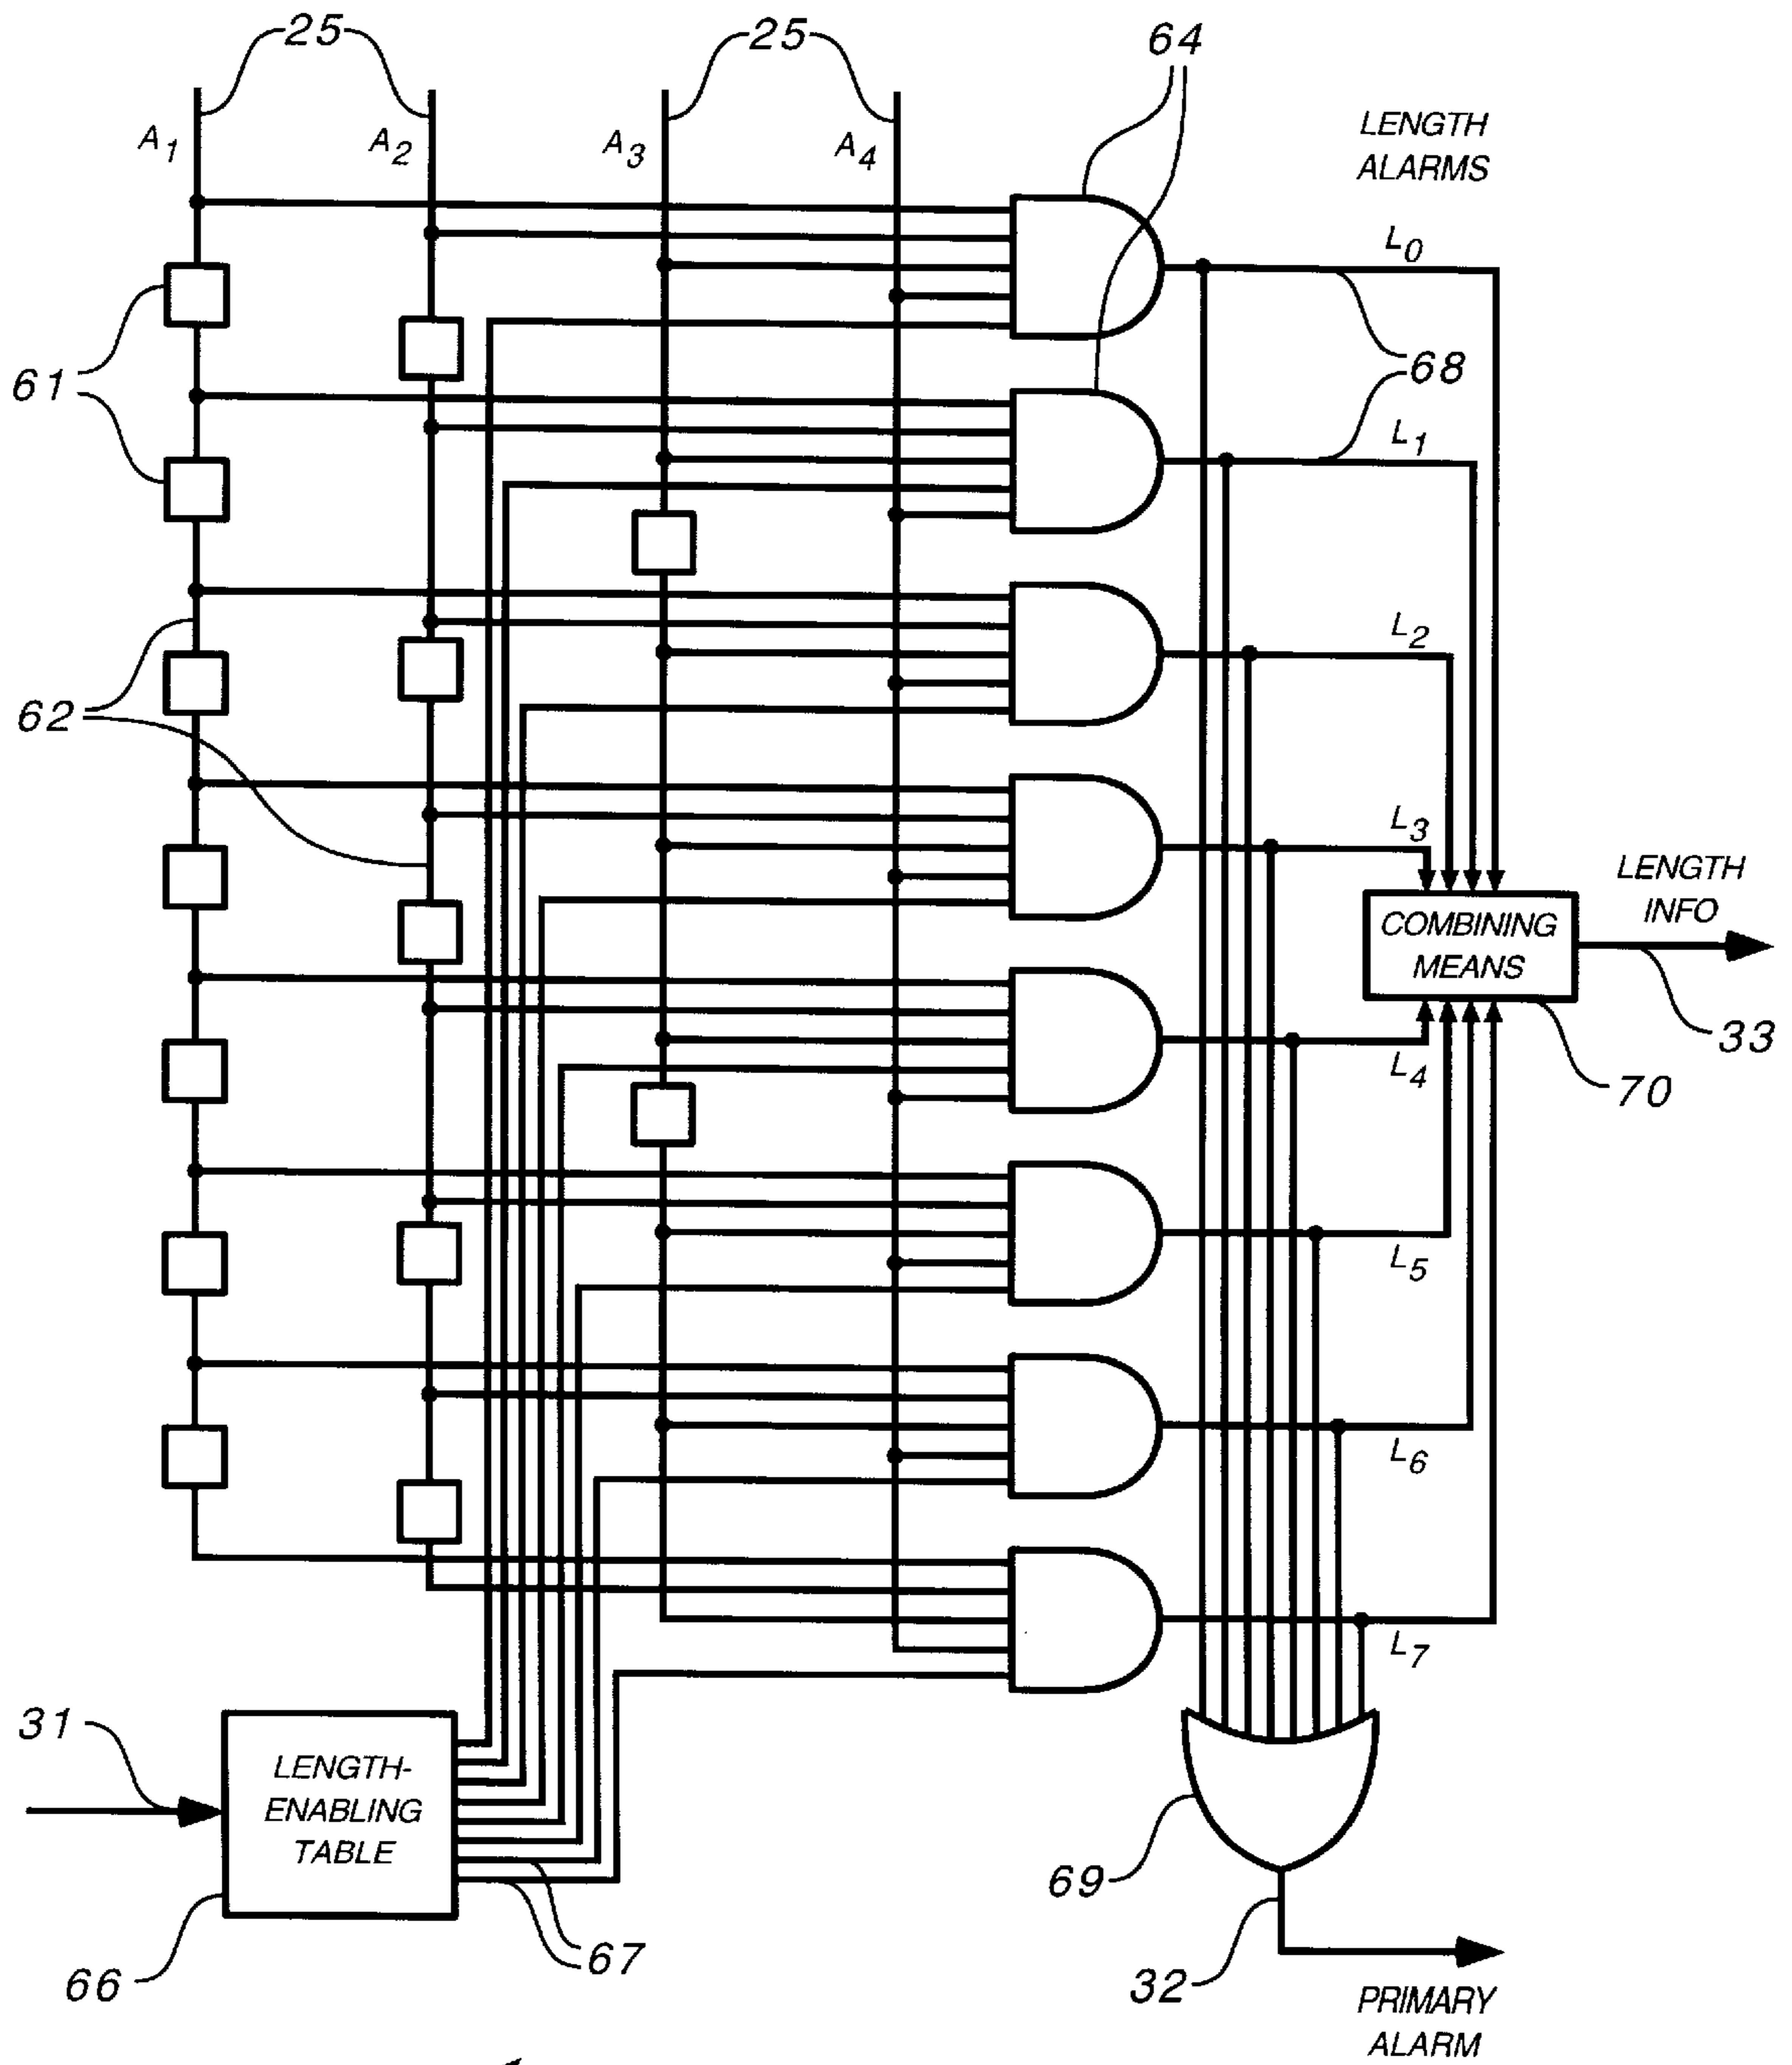 25
25
64
A1
A2
A3
A4
LENGTH
ALARMS
L0
61
68
L1
L2
62
L3
LENGTH
INFO
COMBINING
MEANS
33
L4
70
L5
L6
L7
31
LENGTH-
ENABLING
TABLE
69
66
67
32
PRIMARY
ALARM